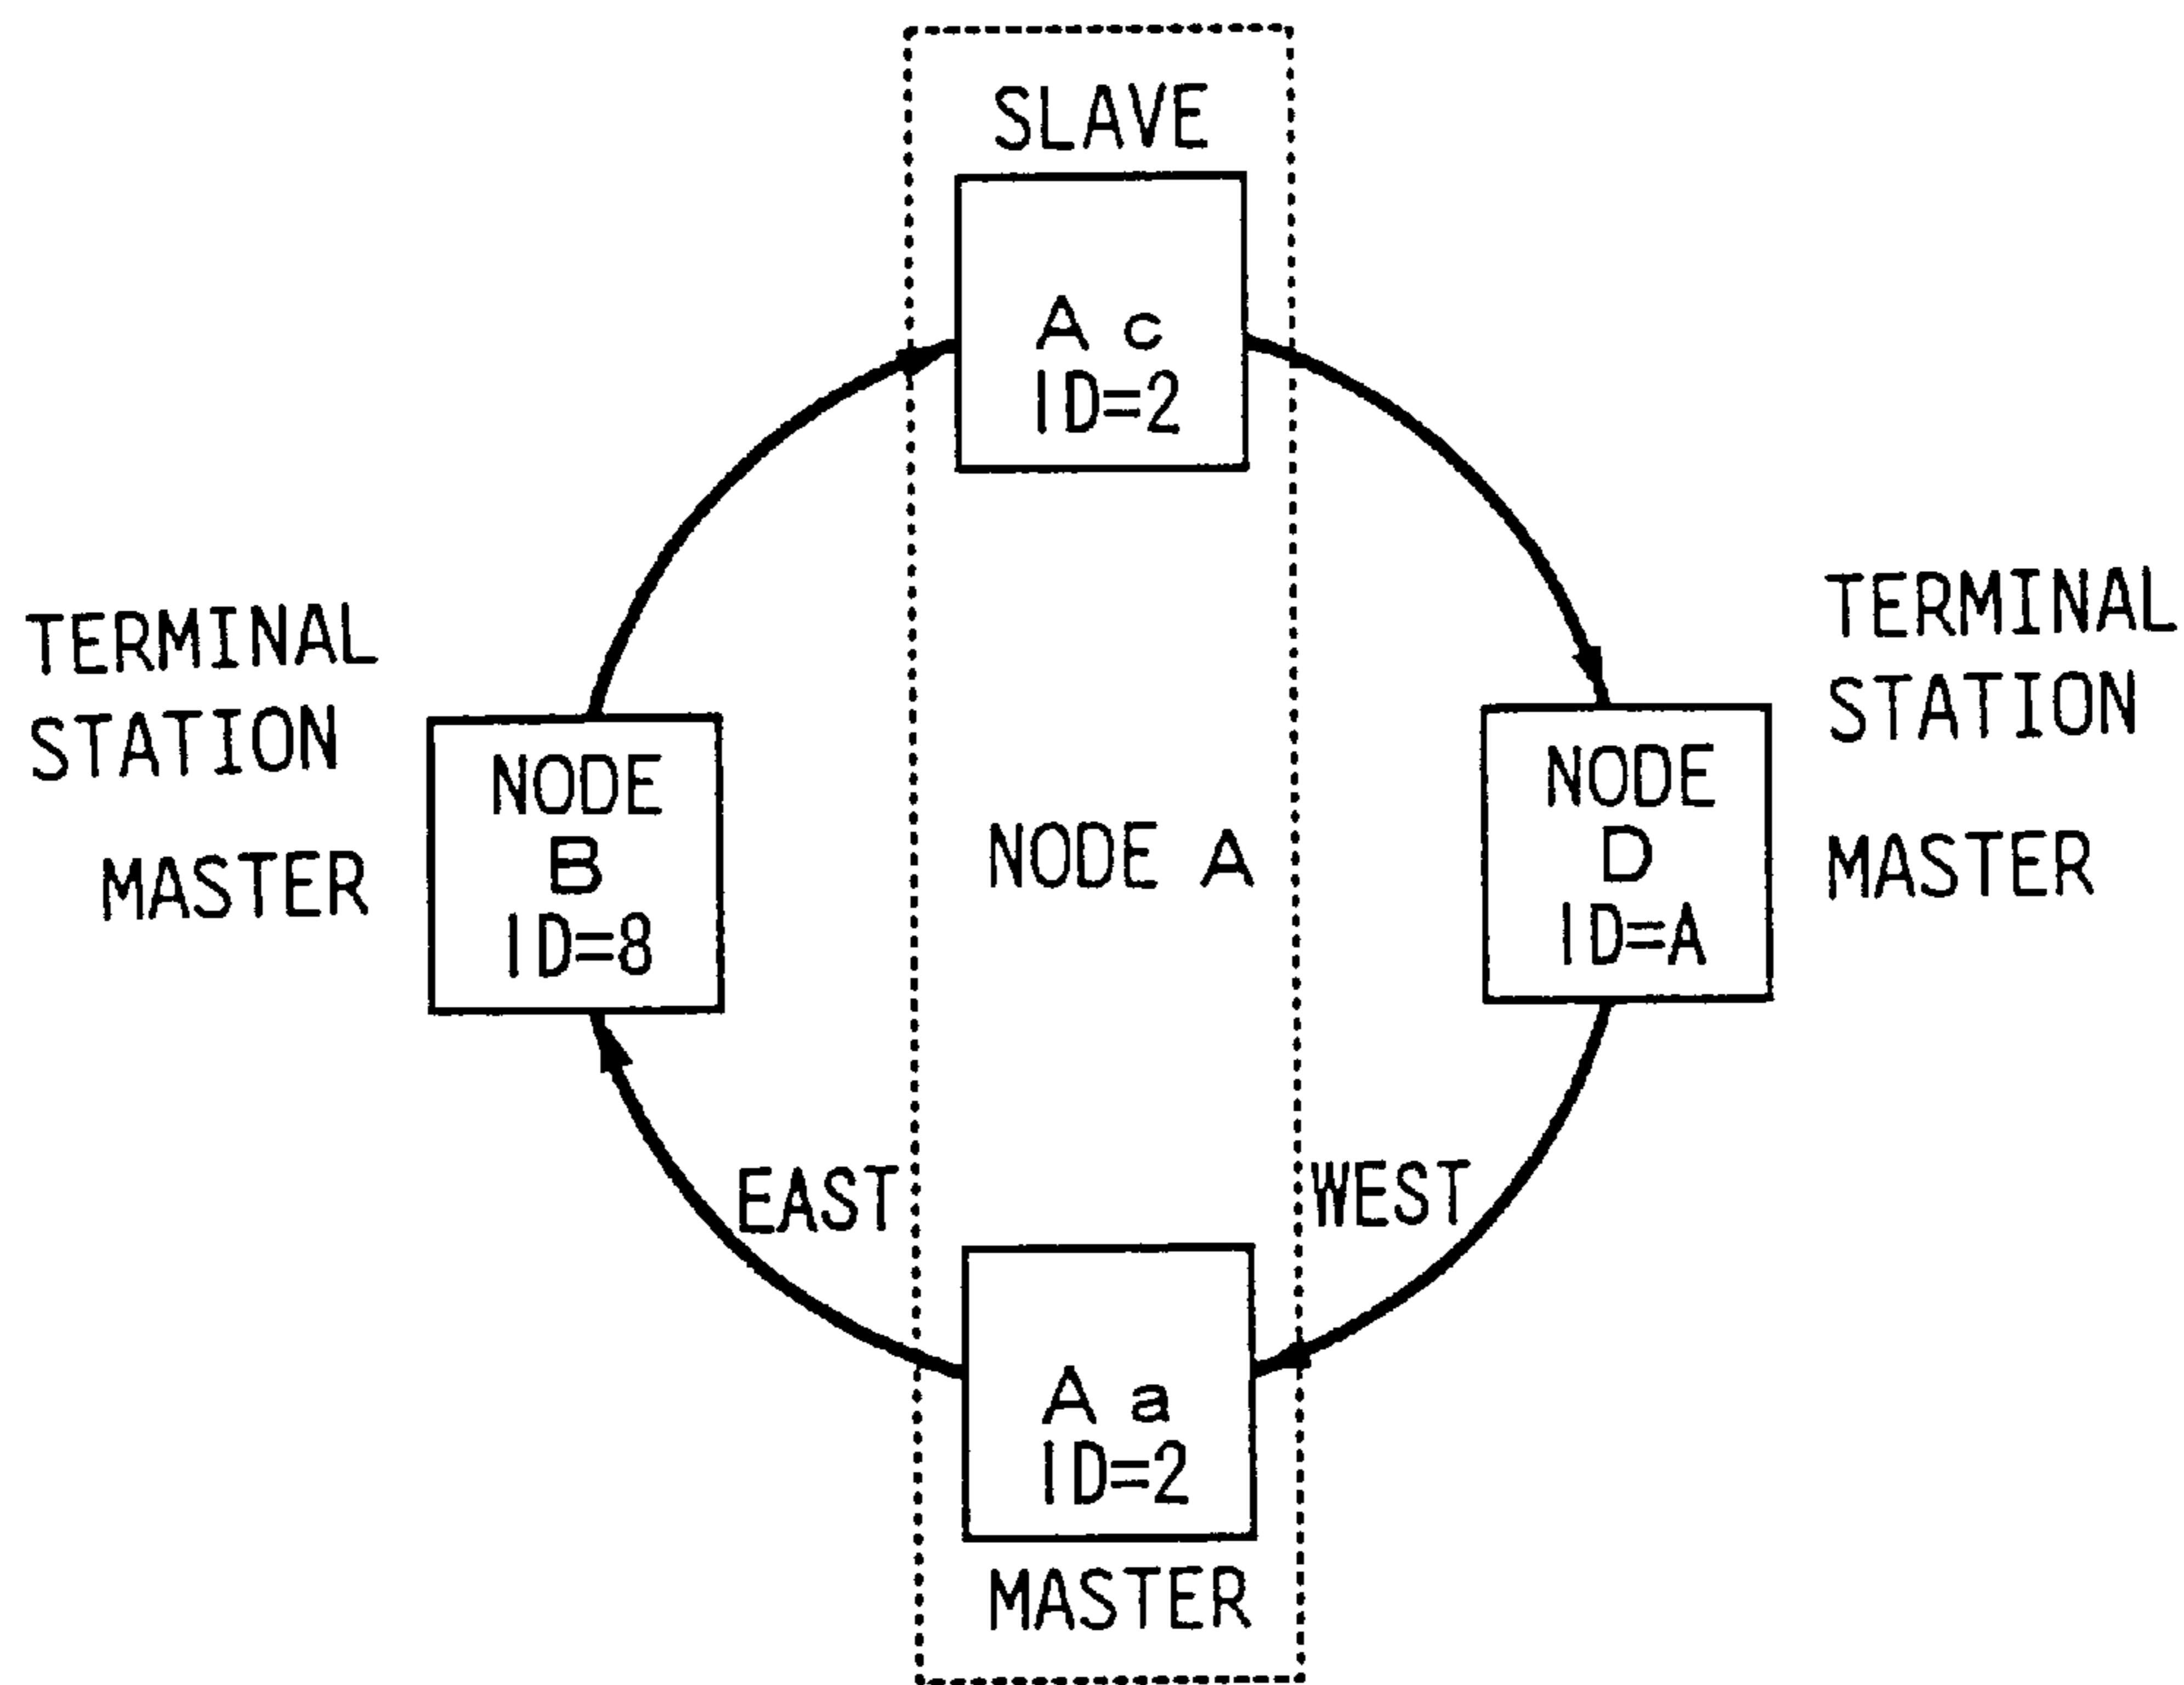 SLAVE
A c
ID=2
TERMINAL
STATION
MASTER
NODE
B
ID=8
NODE A
NODE
D
ID=A
TERMINAL
STATION
MASTER
EAST
WEST
A a
ID=2
MASTER